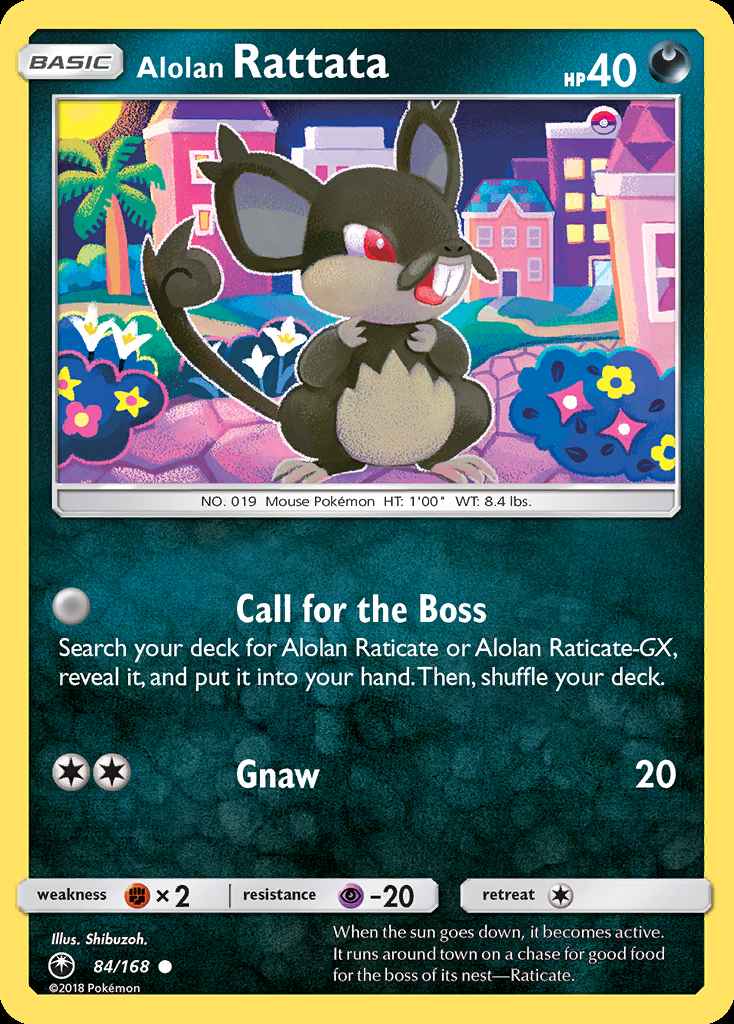 BASIC Alolan Rattata HP40
NO. 019 Mouse Pokémon HT: 1'00" WT: 8.4 lbs.
Call for the Boss
Search your deck for Alolan Raticate or Alolan Raticate-GX,
reveal it, and put it into your hand. Then, shuffle your deck.
Gnaw 20
weakness ×2 resistance -20 retreat
Illus. Shibuzoh.
84/168
©2018 Pokémon
When the sun goes down, it becomes active.
It runs around town on a chase for good food
for the boss of its nest—Raticate.